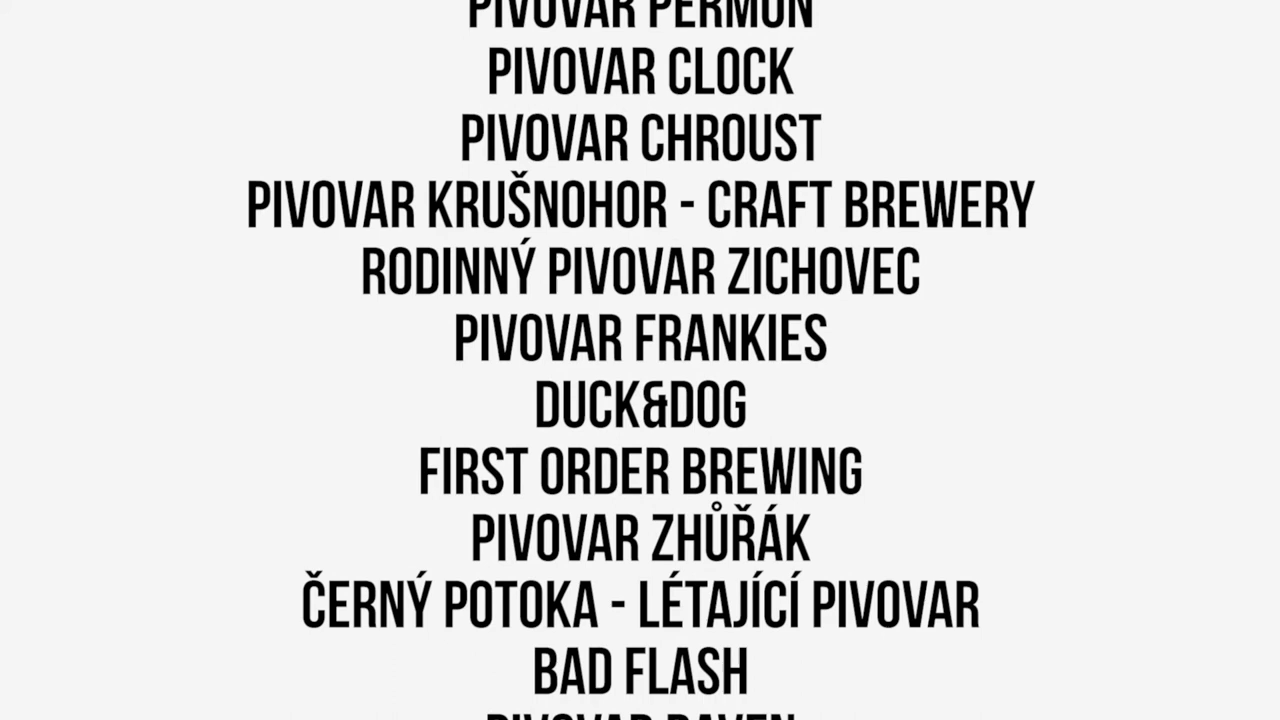 PIVOVAR PERMON
PIVOVAR CLOCK
PIVOVAR CHROUST
PIVOVAR KRUŠNOHOR - CRAFT BREWERY
RODINNÝ PIVOVAR ZICHOVEC
PIVOVAR FRANKIES
DUCK&DOG
FIRST ORDER BREWING
PIVOVAR ZHŮŘÁK
ČERNÝ POTOKA - LÉTAJÍCÍ PIVOVAR
BAD FLASH
PIVOVAR RAVEN